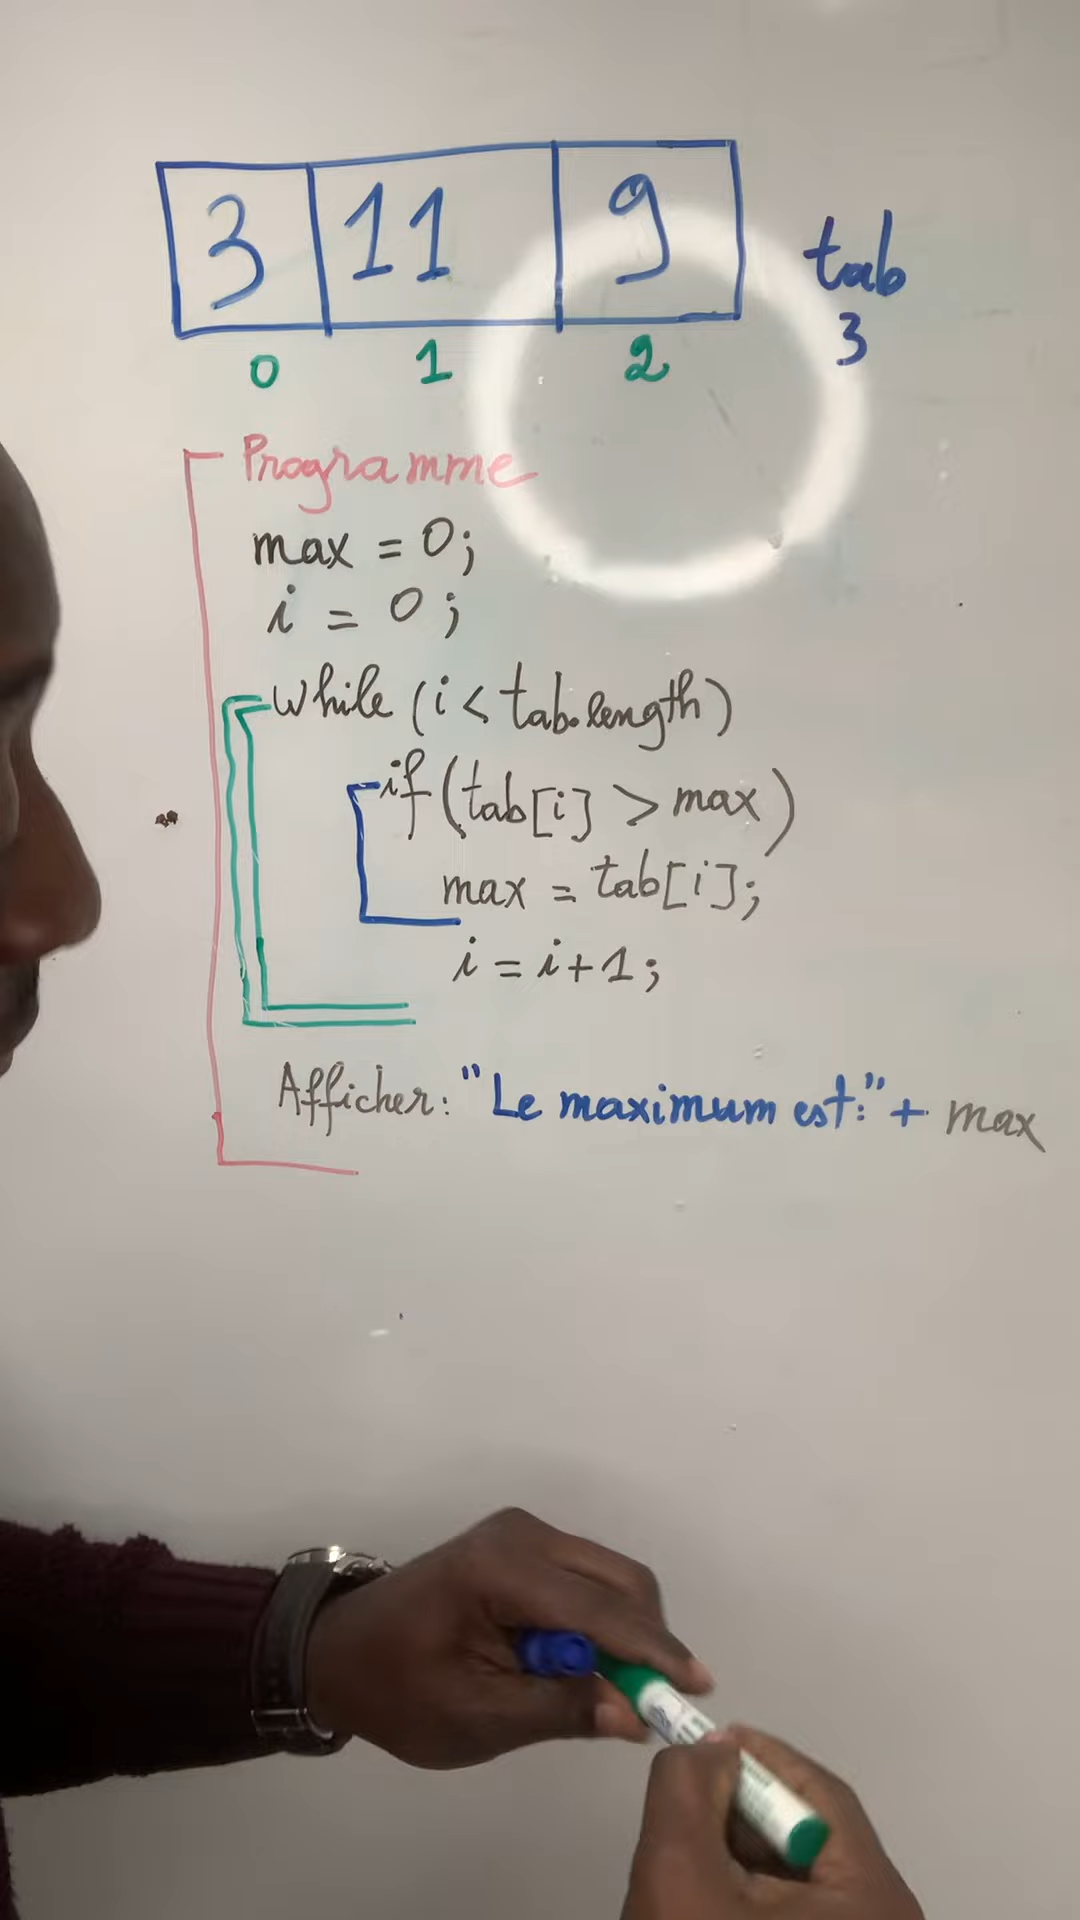 3 11 9
tab
3
0 1 2
Programme
max = 0;
i = 0;
while (i < tab.length)
if (tab[i] > max)
max = tab[i];
i = i+1;
Afficher: "Le maximum est:" + max